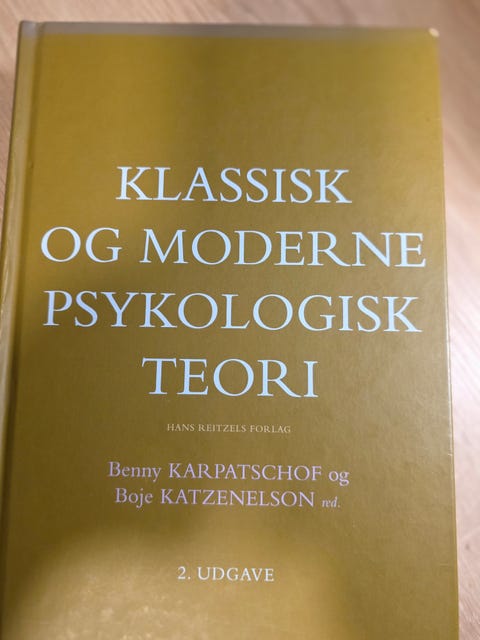 KLASSISK
OG MODERNE
PSYKOLOGISK
TEORI
HANS REITZELS FORLAG
Benny KARPATSCHOF og
Boje KATZENELSON red.
2. UDGAVE